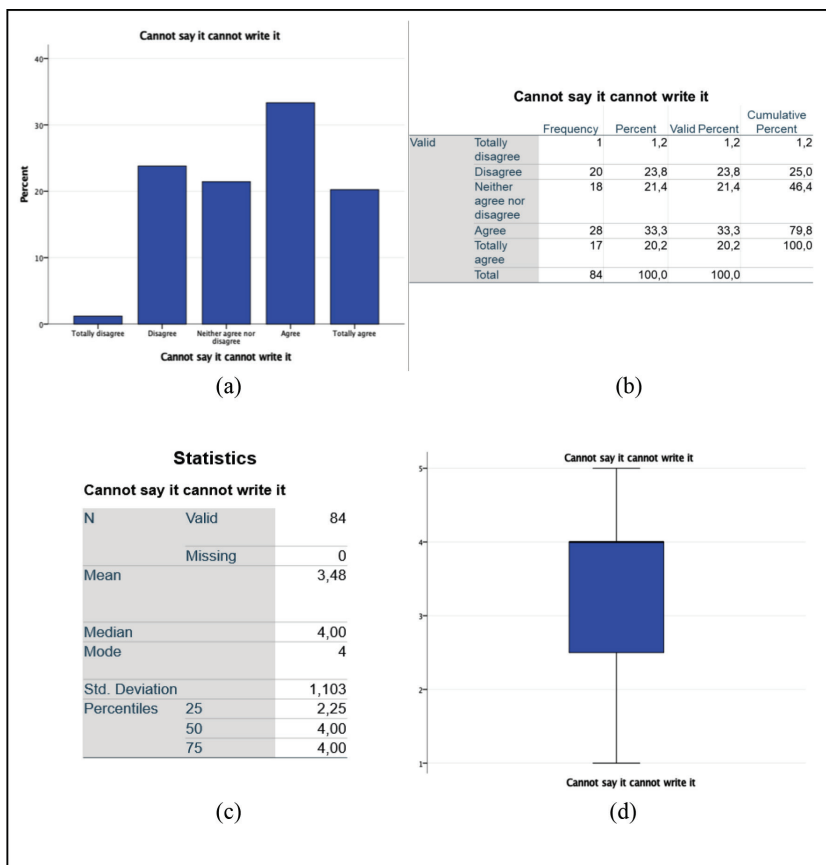 Cannot say it cannot write it
40
30
20
10
0
Percent
Totally disagree Disagree Neither agree nor disagree Agree Totally agree
Cannot say it cannot write it
(a)
Cannot say it cannot write it
Frequency Percent Valid Percent Cumulative Percent
Valid Totally disagree 1 1,2 1,2 1,2
Disagree 20 23,8 23,8 25,0
Neither agree nor disagree 18 21,4 21,4 46,4
Agree 28 33,3 33,3 79,8
Totally agree 17 20,2 20,2 100,0
Total 84 100,0 100,0
(b)
Statistics
Cannot say it cannot write it
N Valid 84
Missing 0
Mean 3,48
Median 4,00
Mode 4
Std. Deviation 1,103
Percentiles 25 2,25
50 4,00
75 4,00
(c)
Cannot say it cannot write it
5
4
3
2
1
Cannot say it cannot write it
(d)